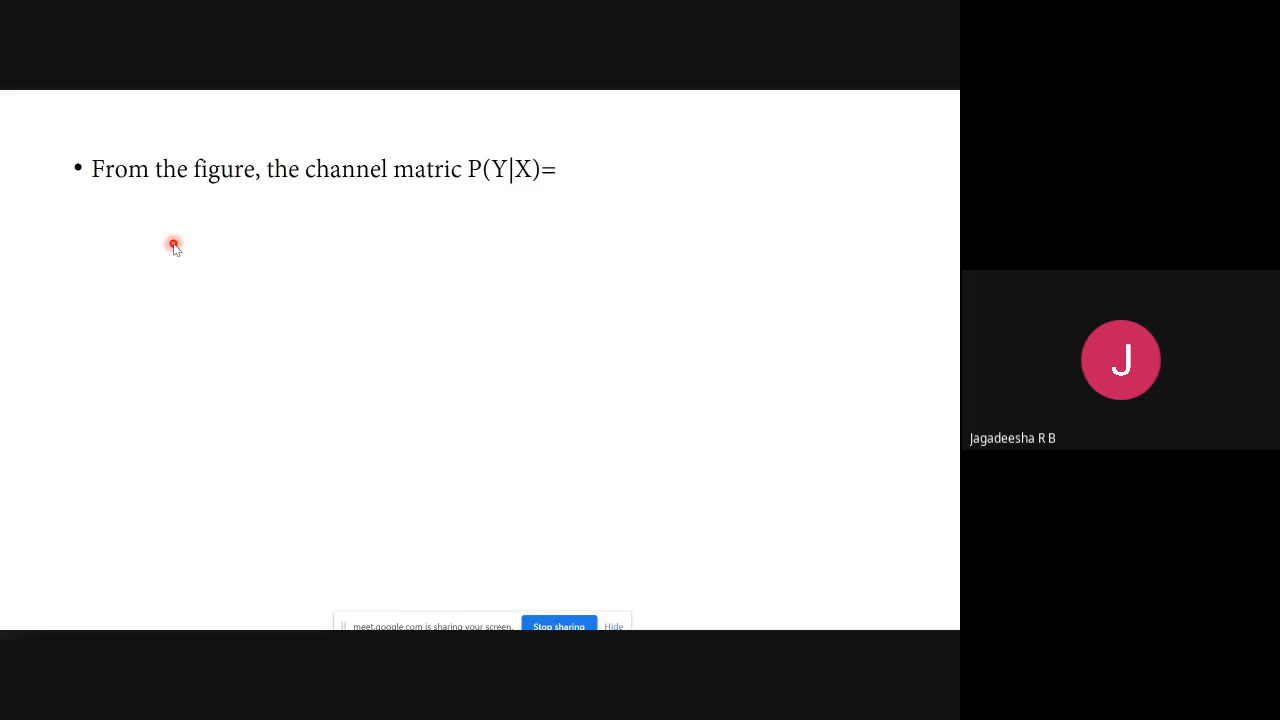 • From the figure, the channel matric P(Y|X)=
J
Jagadeesha R B
meet.google.com is sharing your screen. Stop sharing Hide